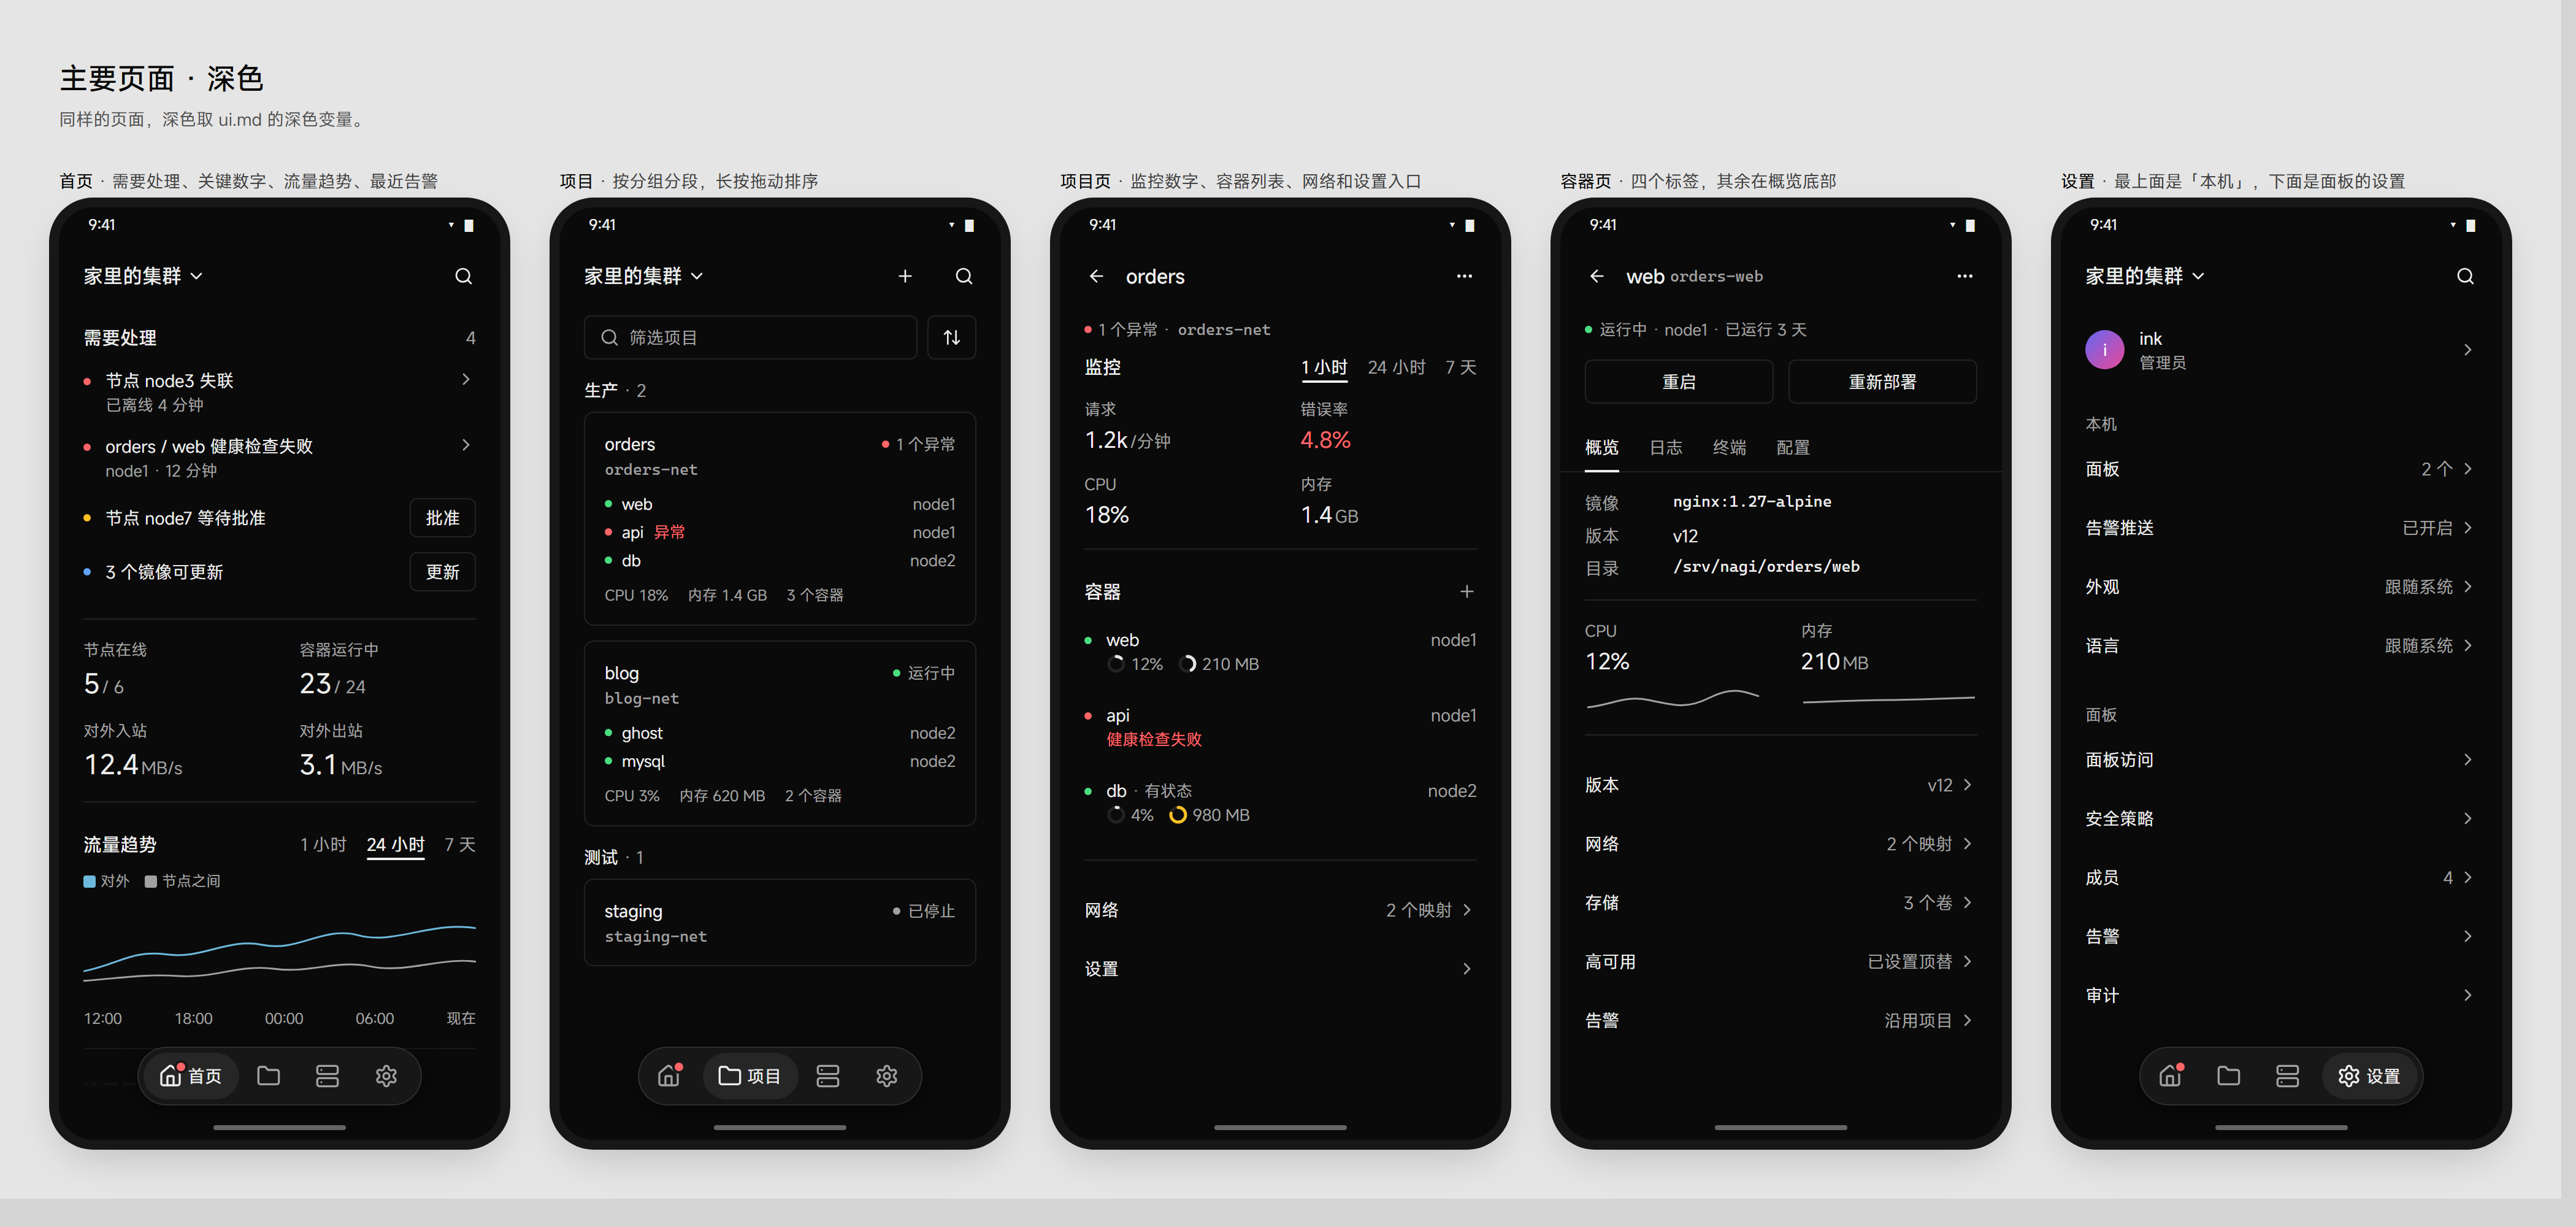 主要页面 · 深色
同样的页面，深色取 ui.md 的深色变量。
首页 · 需要处理、关键数字、流量趋势、最近告警
9:41
家里的集群
需要处理 4
节点 node3 失联
已离线 4 分钟
orders / web 健康检查失败
node1 · 12 分钟
节点 node7 等待批准 批准
3 个镜像可更新 更新
节点在线 容器运行中
5 / 6 23 / 24
对外入站 对外出站
12.4 MB/s 3.1 MB/s
流量趋势 1 小时 24 小时 7 天
对外 节点之间
12:00 18:00 00:00 06:00 现在
首页
项目 · 按分组分段，长按拖动排序
9:41
家里的集群
筛选项目
生产 · 2
orders 1 个异常
orders-net
web node1
api 异常 node1
db node2
CPU 18% 内存 1.4 GB 3 个容器
blog 运行中
blog-net
ghost node2
mysql node2
CPU 3% 内存 620 MB 2 个容器
测试 · 1
staging 已停止
staging-net
项目
项目页 · 监控数字、容器列表、网络和设置入口
9:41
orders
1 个异常 · orders-net
监控 1 小时 24 小时 7 天
请求 错误率
1.2k/分钟 4.8%
CPU 内存
18% 1.4 GB
容器
web node1
12% 210 MB
api node1
健康检查失败
db · 有状态 node2
4% 980 MB
网络 2 个映射
设置
容器页 · 四个标签，其余在概览底部
9:41
web orders-web
运行中 · node1 · 已运行 3 天
重启 重新部署
概览 日志 终端 配置
镜像 nginx:1.27-alpine
版本 v12
目录 /srv/nagi/orders/web
CPU 内存
12% 210 MB
版本 v12
网络 2 个映射
存储 3 个卷
高可用 已设置顶替
告警 沿用项目
设置 · 最上面是「本机」，下面是面板的设置
9:41
家里的集群
i
ink
管理员
本机
面板 2 个
告警推送 已开启
外观 跟随系统
语言 跟随系统
面板
面板访问
安全策略
成员 4
告警
审计
设置